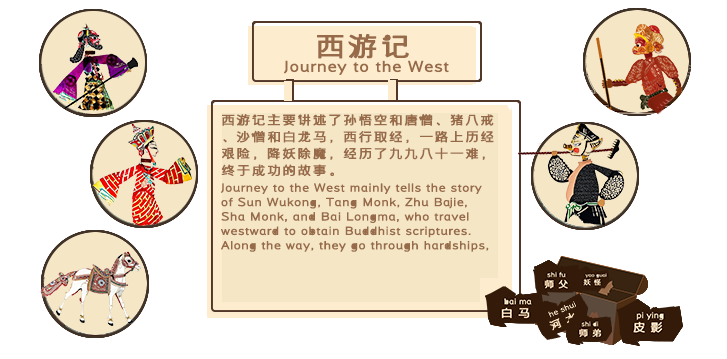 西游记
Journey to the West
西游记主要讲述了孙悟空和唐僧、猪八戒
、沙僧和白龙马，西行取经，一路上历经
艰险，降妖除魔，经历了九九八十一难，
终于成功的故事。
Journey to the West mainly tells the story
of Sun Wukong, Tang Monk, Zhu Bajie,
Sha Monk, and Bai Longma, who travel
westward to obtain Buddhist scriptures.
Along the way, they go through hardships,
shi fu
师父
yao guai
妖怪
bai ma
白马
he shui
河水
shi di
师弟
pi ying
皮影